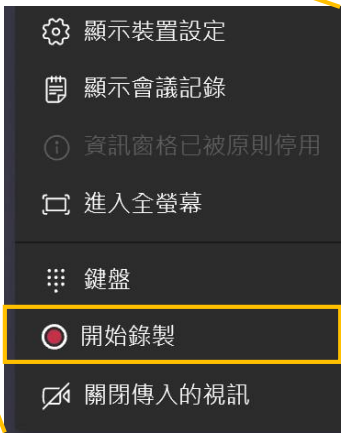 顯示裝置設定
顯示會議記錄
資訊窗格已被原則停用
進入全螢幕
鍵盤
開始錄製
關閉傳入的視訊